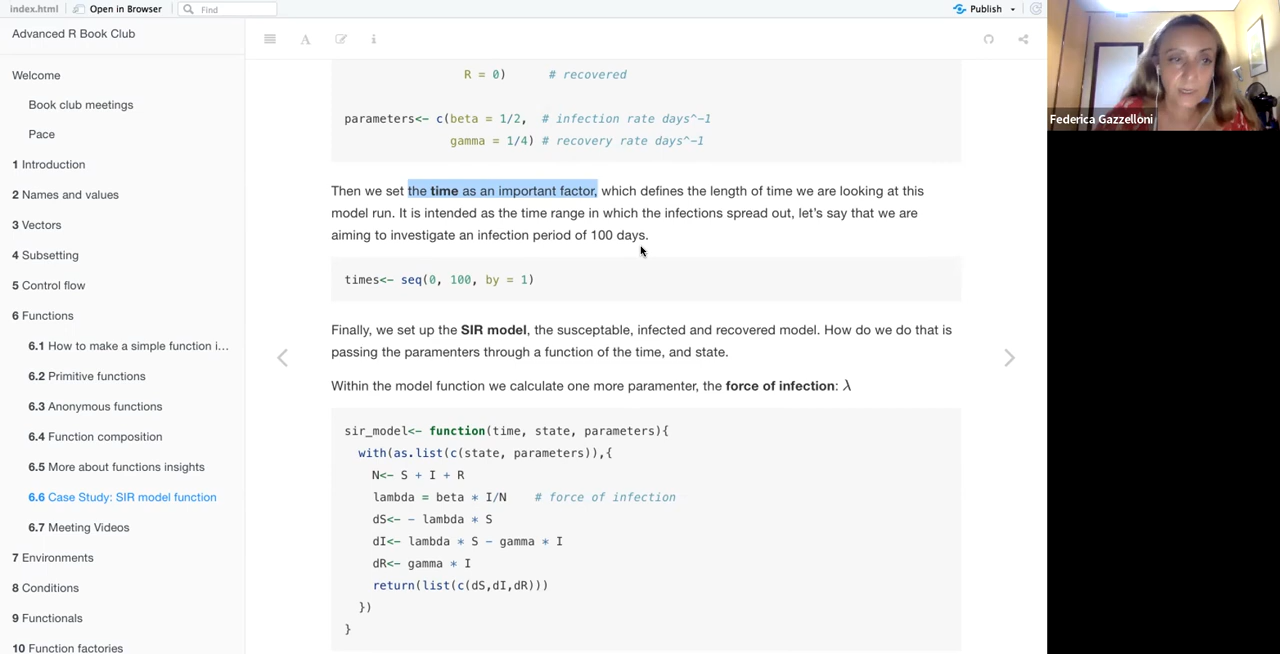 index.html
Open in Browser
Find
Publish
Advanced R Book Club
Welcome
Book club meetings
Pace
1 Introduction
2 Names and values
3 Vectors
4 Subsetting
5 Control flow
6 Functions
6.1 How to make a simple function i...
6.2 Primitive functions
6.3 Anonymous functions
6.4 Function composition
6.5 More about functions insights
6.6 Case Study: SIR model function
6.7 Meeting Videos
7 Environments
8 Conditions
9 Functionals
10 Function factories
R = 0) # recovered
parameters<- c(beta = 1/2, # infection rate days^-1
gamma = 1/4) # recovery rate days^-1
Then we set the time as an important factor, which defines the length of time we are looking at this
model run. It is intended as the time range in which the infections spread out, let's say that we are
aiming to investigate an infection period of 100 days.
times<- seq(0, 100, by = 1)
Finally, we set up the SIR model, the susceptable, infected and recovered model. How do we do that is
passing the paramenters through a function of the time, and state.
Within the model function we calculate one more paramenter, the force of infection: λ
sir_model<- function(time, state, parameters){
with(as.list(c(state, parameters)),{
N<- S + I + R
lambda = beta * I/N # force of infection
dS<- - lambda * S
dI<- lambda * S - gamma * I
dR<- gamma * I
return(list(c(dS,dI,dR)))
})
}
Federica Gazzelloni